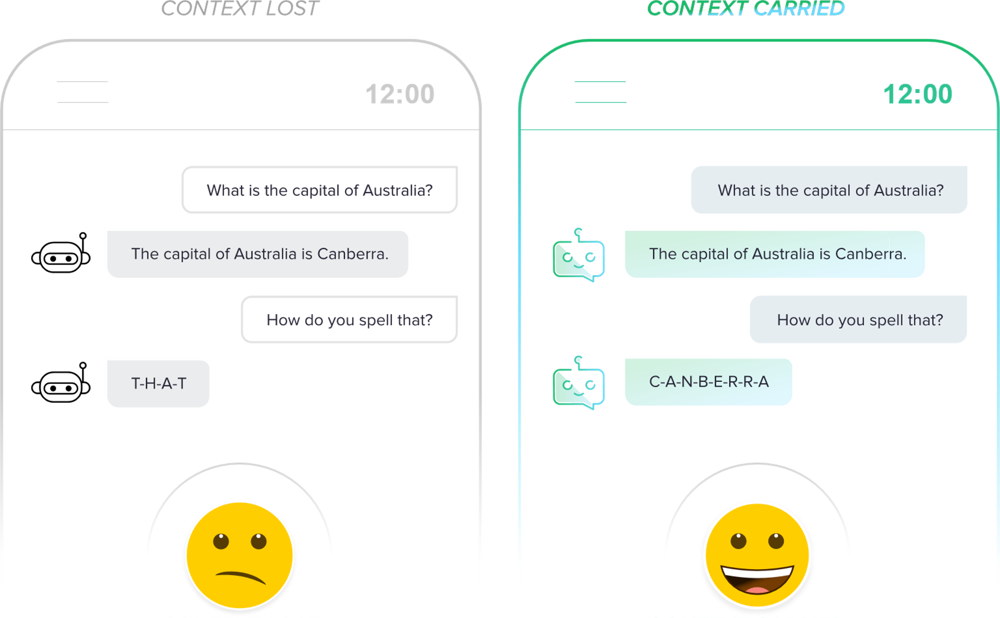 CONTEXT LOST
12:00
What is the capital of Australia?
The capital of Australia is Canberra.
How do you spell that?
T-H-A-T
CONTEXT CARRIED
12:00
What is the capital of Australia?
The capital of Australia is Canberra.
How do you spell that?
C-A-N-B-E-R-R-A